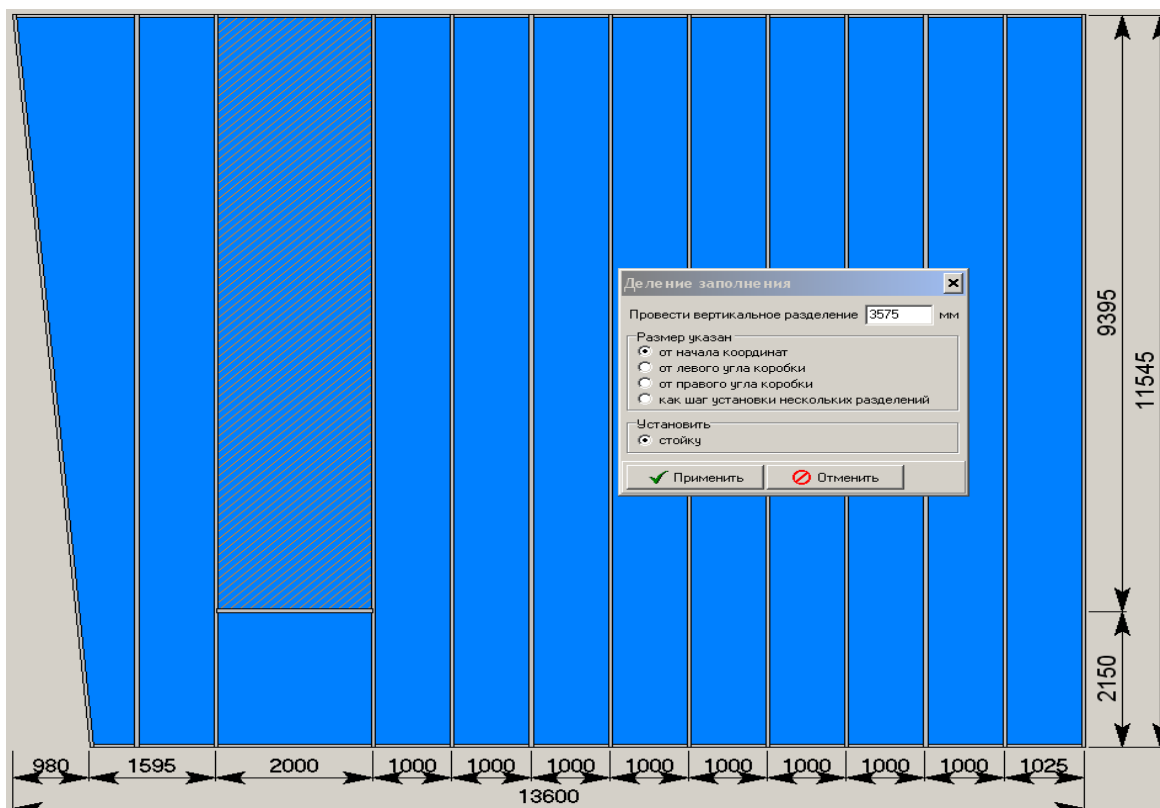 Деление заполнения
Провести вертикальное разделение 3575 мм
Размер указан
от начала координат
от левого угла коробки
от правого угла коробки
как шаг установки нескольких разделений
Установить
стойку
Применить Отменить
9395
11545
2150
980 1595 2000 1000 1000 1000 1000 1000 1000 1000 1000 1025
13600